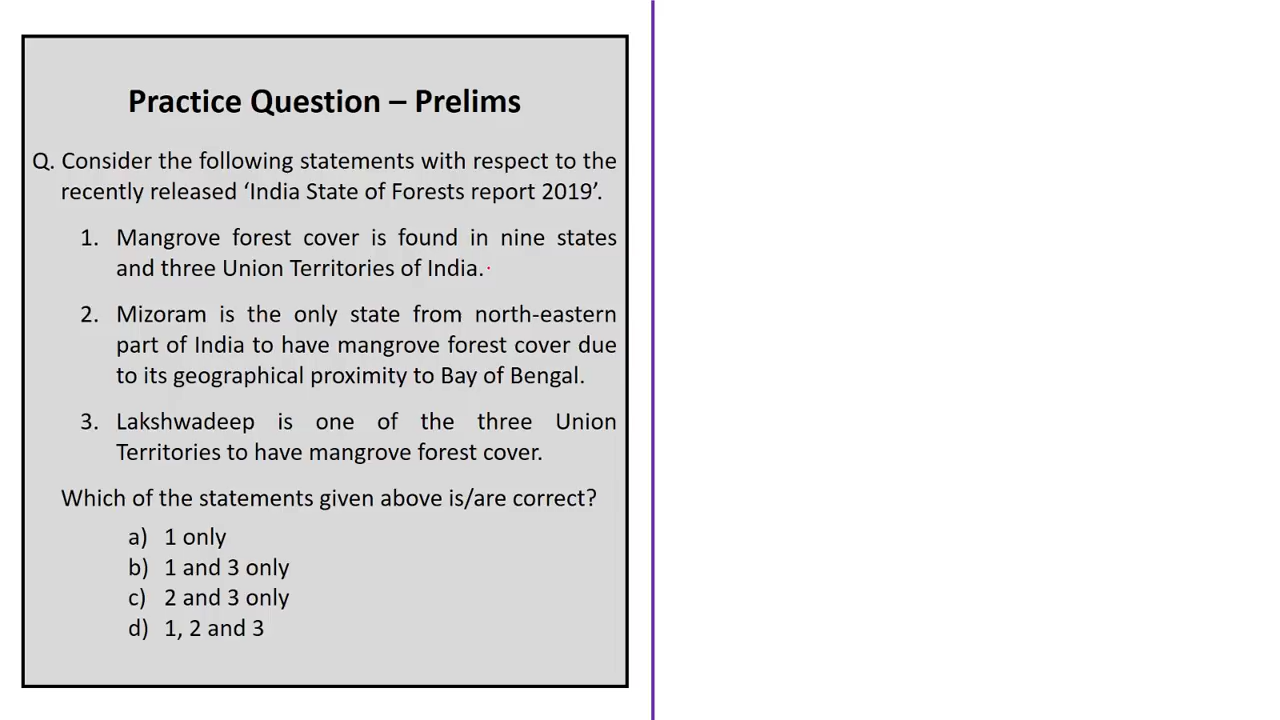 Practice Question – Prelims
Q. Consider the following statements with respect to the
recently released ‘India State of Forests report 2019’.
1. Mangrove forest cover is found in nine states
and three Union Territories of India.
2. Mizoram is the only state from north-eastern
part of India to have mangrove forest cover due
to its geographical proximity to Bay of Bengal.
3. Lakshwadeep is one of the three Union
Territories to have mangrove forest cover.
Which of the statements given above is/are correct?
a) 1 only
b) 1 and 3 only
c) 2 and 3 only
d) 1, 2 and 3